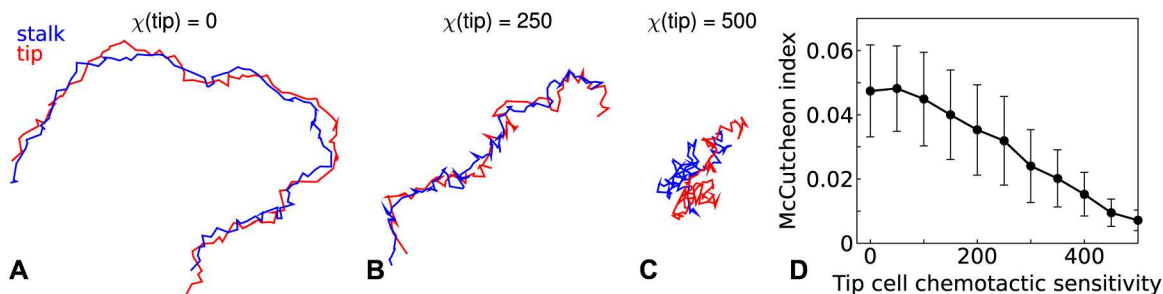 χ(tip) = 0
χ(tip) = 250
χ(tip) = 500
stalk
tip
A
B
C
D
McCutcheon index
0.06
0.04
0.02
0
0
200
400
Tip cell chemotactic sensitivity